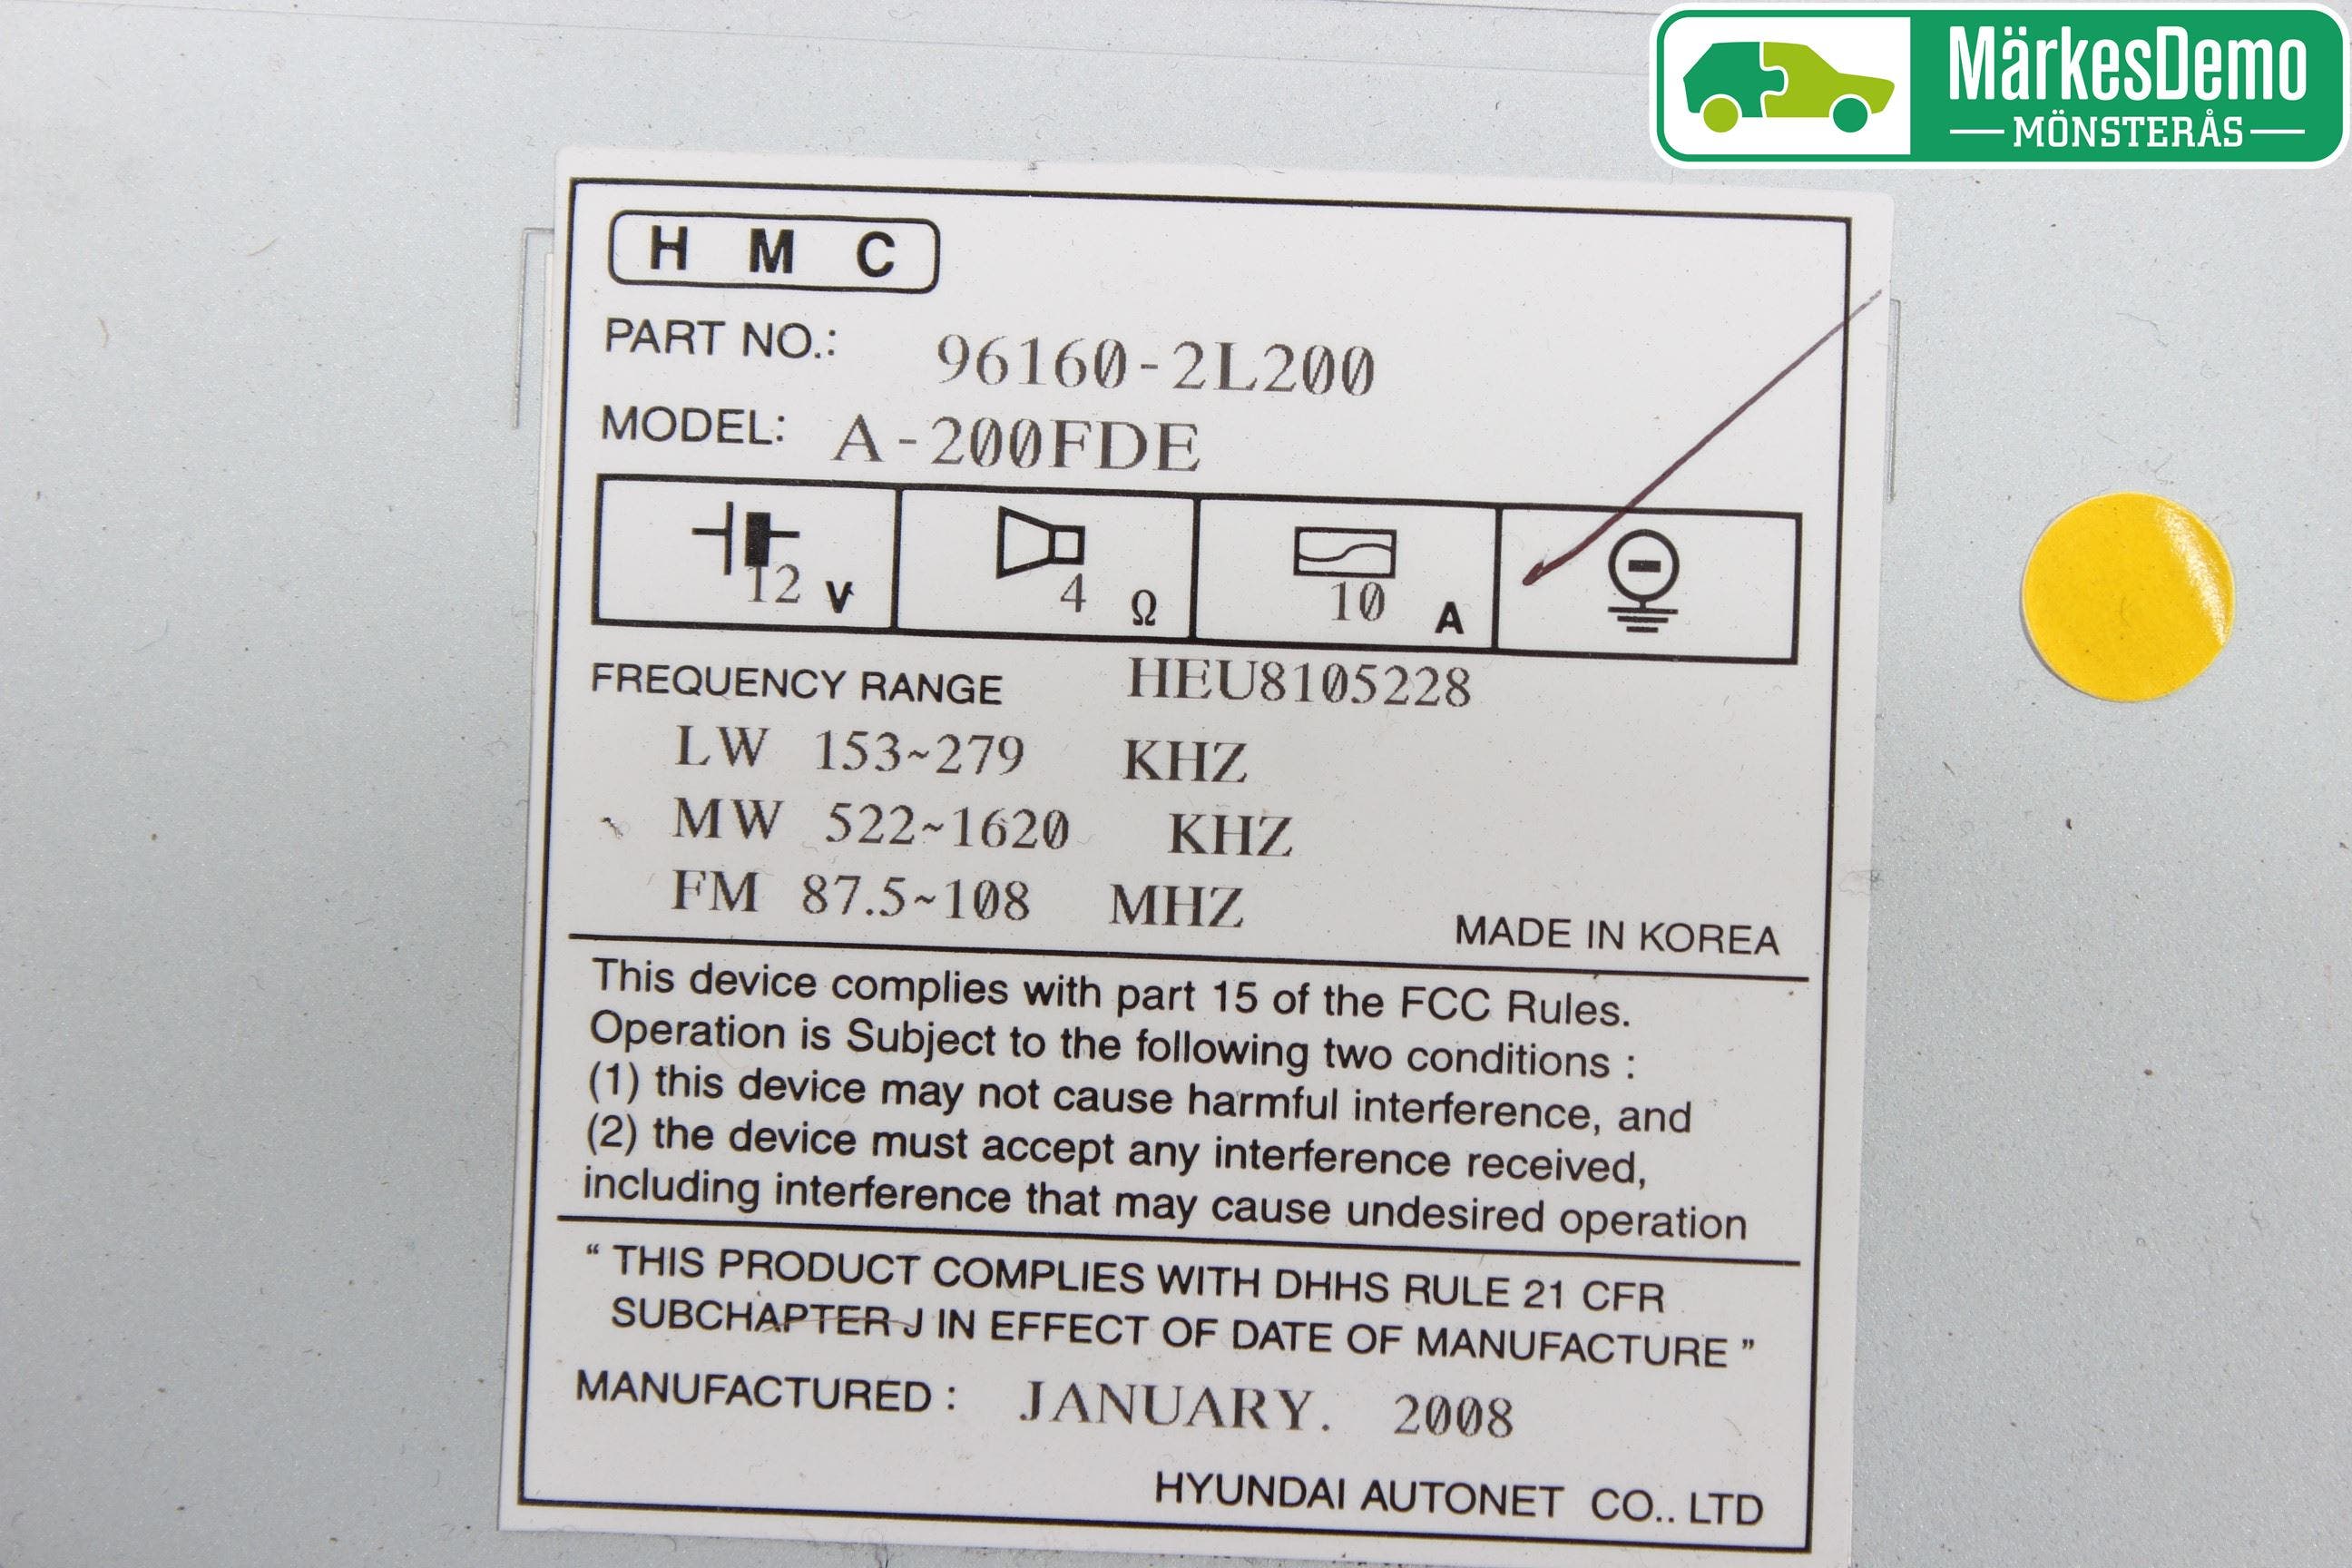 MärkesDemo
MÖNSTERÅS
H M C
PART NO.: 96160-2L200
MODEL: A-200FDE
12 V 4 Ω 10 A
FREQUENCY RANGE HEU8105228
LW 153~279 KHZ
MW 522~1620 KHZ
FM 87.5~108 MHZ
MADE IN KOREA
This device complies with part 15 of the FCC Rules.
Operation is Subject to the following two conditions :
(1) this device may not cause harmful interference, and
(2) the device must accept any interference received,
including interference that may cause undesired operation
“ THIS PRODUCT COMPLIES WITH DHHS RULE 21 CFR
SUBCHAPTER J IN EFFECT OF DATE OF MANUFACTURE ”
MANUFACTURED : JANUARY. 2008
HYUNDAI AUTONET CO.. LTD